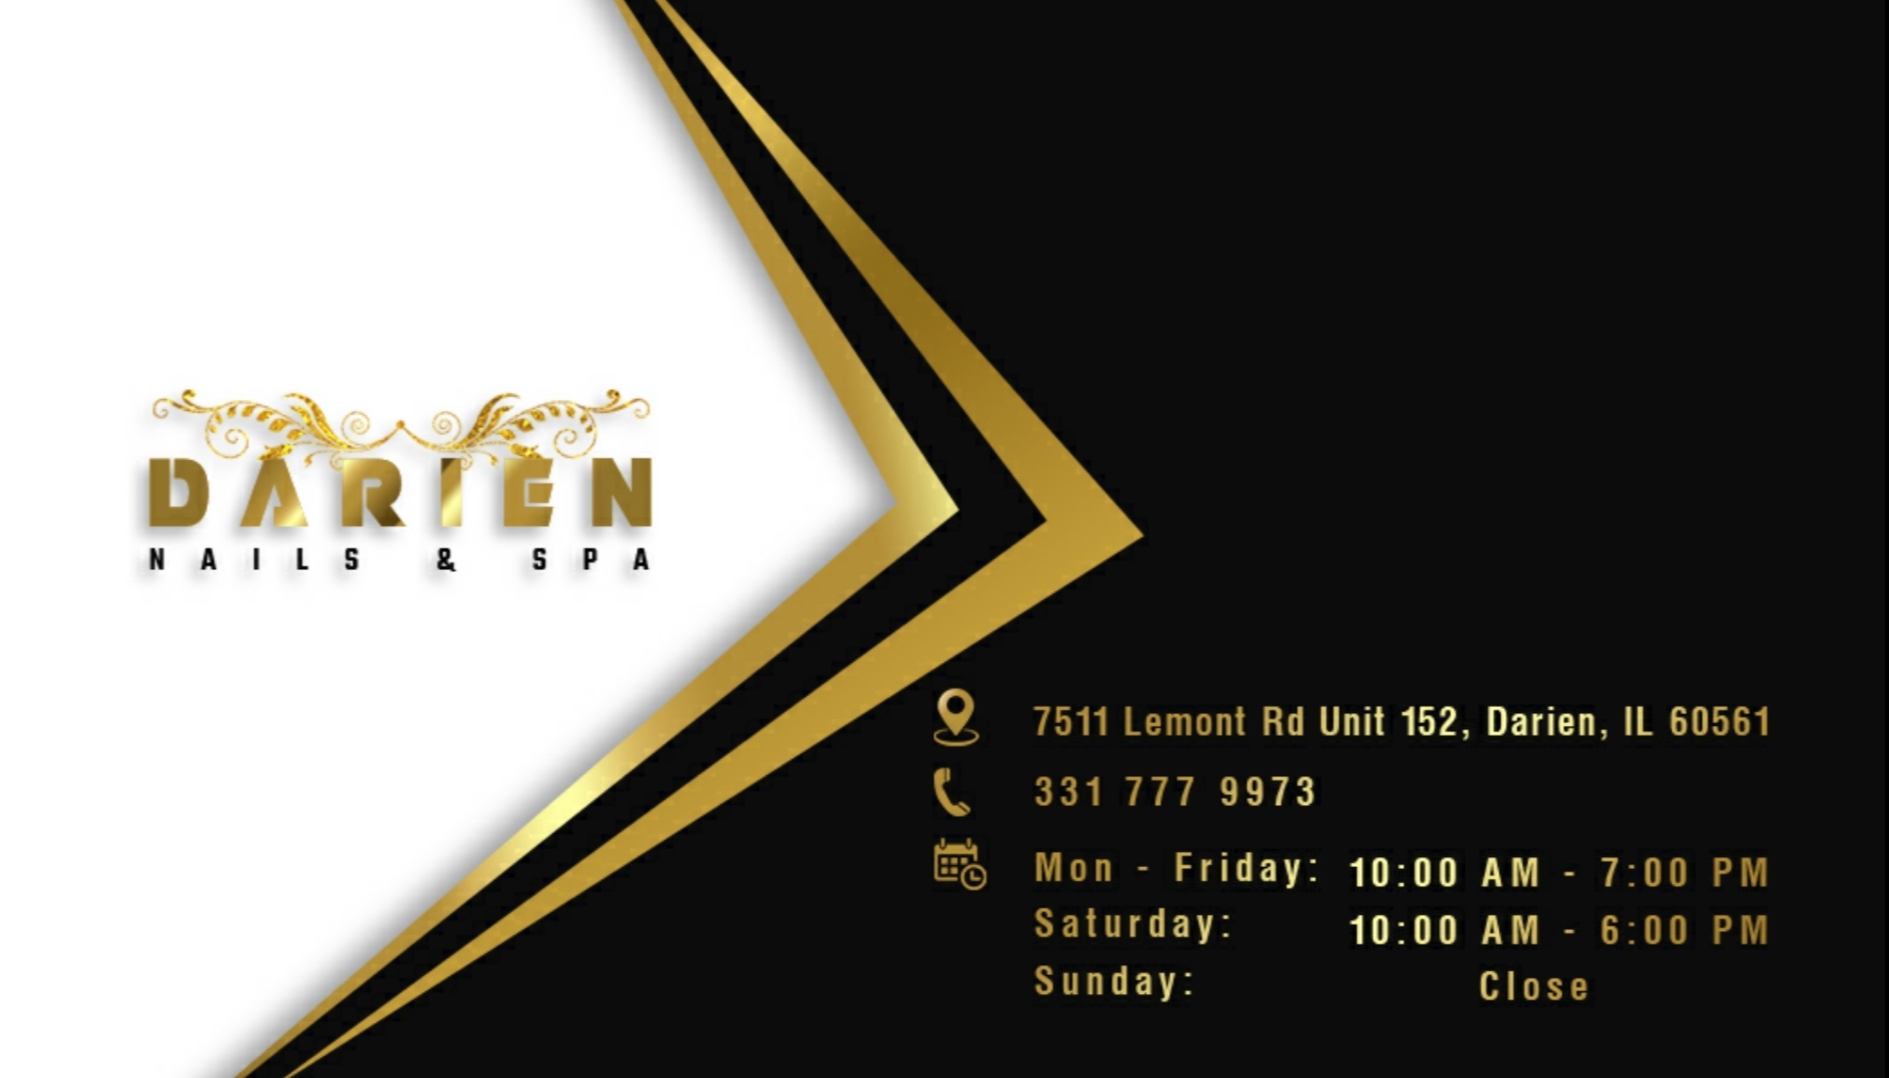 DARIEN
NAILS & SPA
7511 Lemont Rd Unit 152, Darien, IL 60561
331 777 9973
Mon - Friday: 10:00 AM - 7:00 PM
Saturday: 10:00 AM - 6:00 PM
Sunday: Close